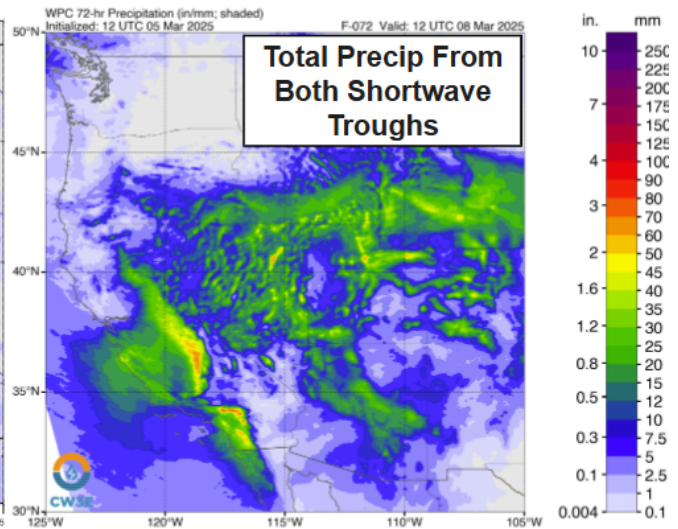 WPC 72-hr Precipitation (in/mm; shaded)
Initialized: 12 UTC 05 Mar 2025
F-072 Valid: 12 UTC 08 Mar 2025
Total Precip From
Both Shortwave
Troughs
50°N
45°N
40°N
35°N
30°N
125°W
120°W
115°W
110°W
105°W
CW3E
in.
mm
10
7
4
3
2
1.6
1.2
0.8
0.5
0.3
0.1
0.004
250
225
200
175
150
125
100
90
80
70
60
50
45
40
35
30
25
20
15
12
10
7.5
5
2.5
1
0.1